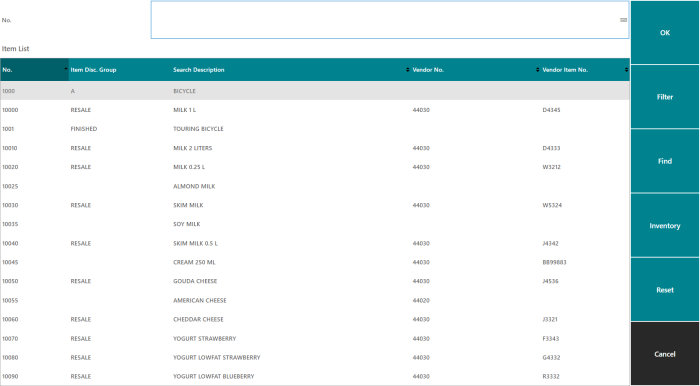 No.
OK
Item List
No. Item Disc. Group Search Description Vendor No. Vendor Item No.
1000 A BICYCLE
Filter
10000 RESALE MILK 1 L 44030 D4345
1001 FINISHED TOURING BICYCLE
10010 RESALE MILK 2 LITERS 44030 D4333
Find
10020 RESALE MILK 0.25 L 44030 W3212
10025 ALMOND MILK
10030 RESALE SKIM MILK 44030 W5324
10035 SOY MILK
Inventory
10040 RESALE SKIM MILK 0.5 L 44030 J4342
10045 CREAM 250 ML 44030 BB99883
10050 RESALE GOUDA CHEESE 44030 J4536
Reset
10055 AMERICAN CHEESE 44020
10060 RESALE CHEDDAR CHEESE 44030 J3321
10070 RESALE YOGURT STRAWBERRY 44030 F3343
Cancel
10080 RESALE YOGURT LOWFAT STRAWBERRY 44030 G4332
10090 RESALE YOGURT LOWFAT BLUEBERRY 44030 R3332